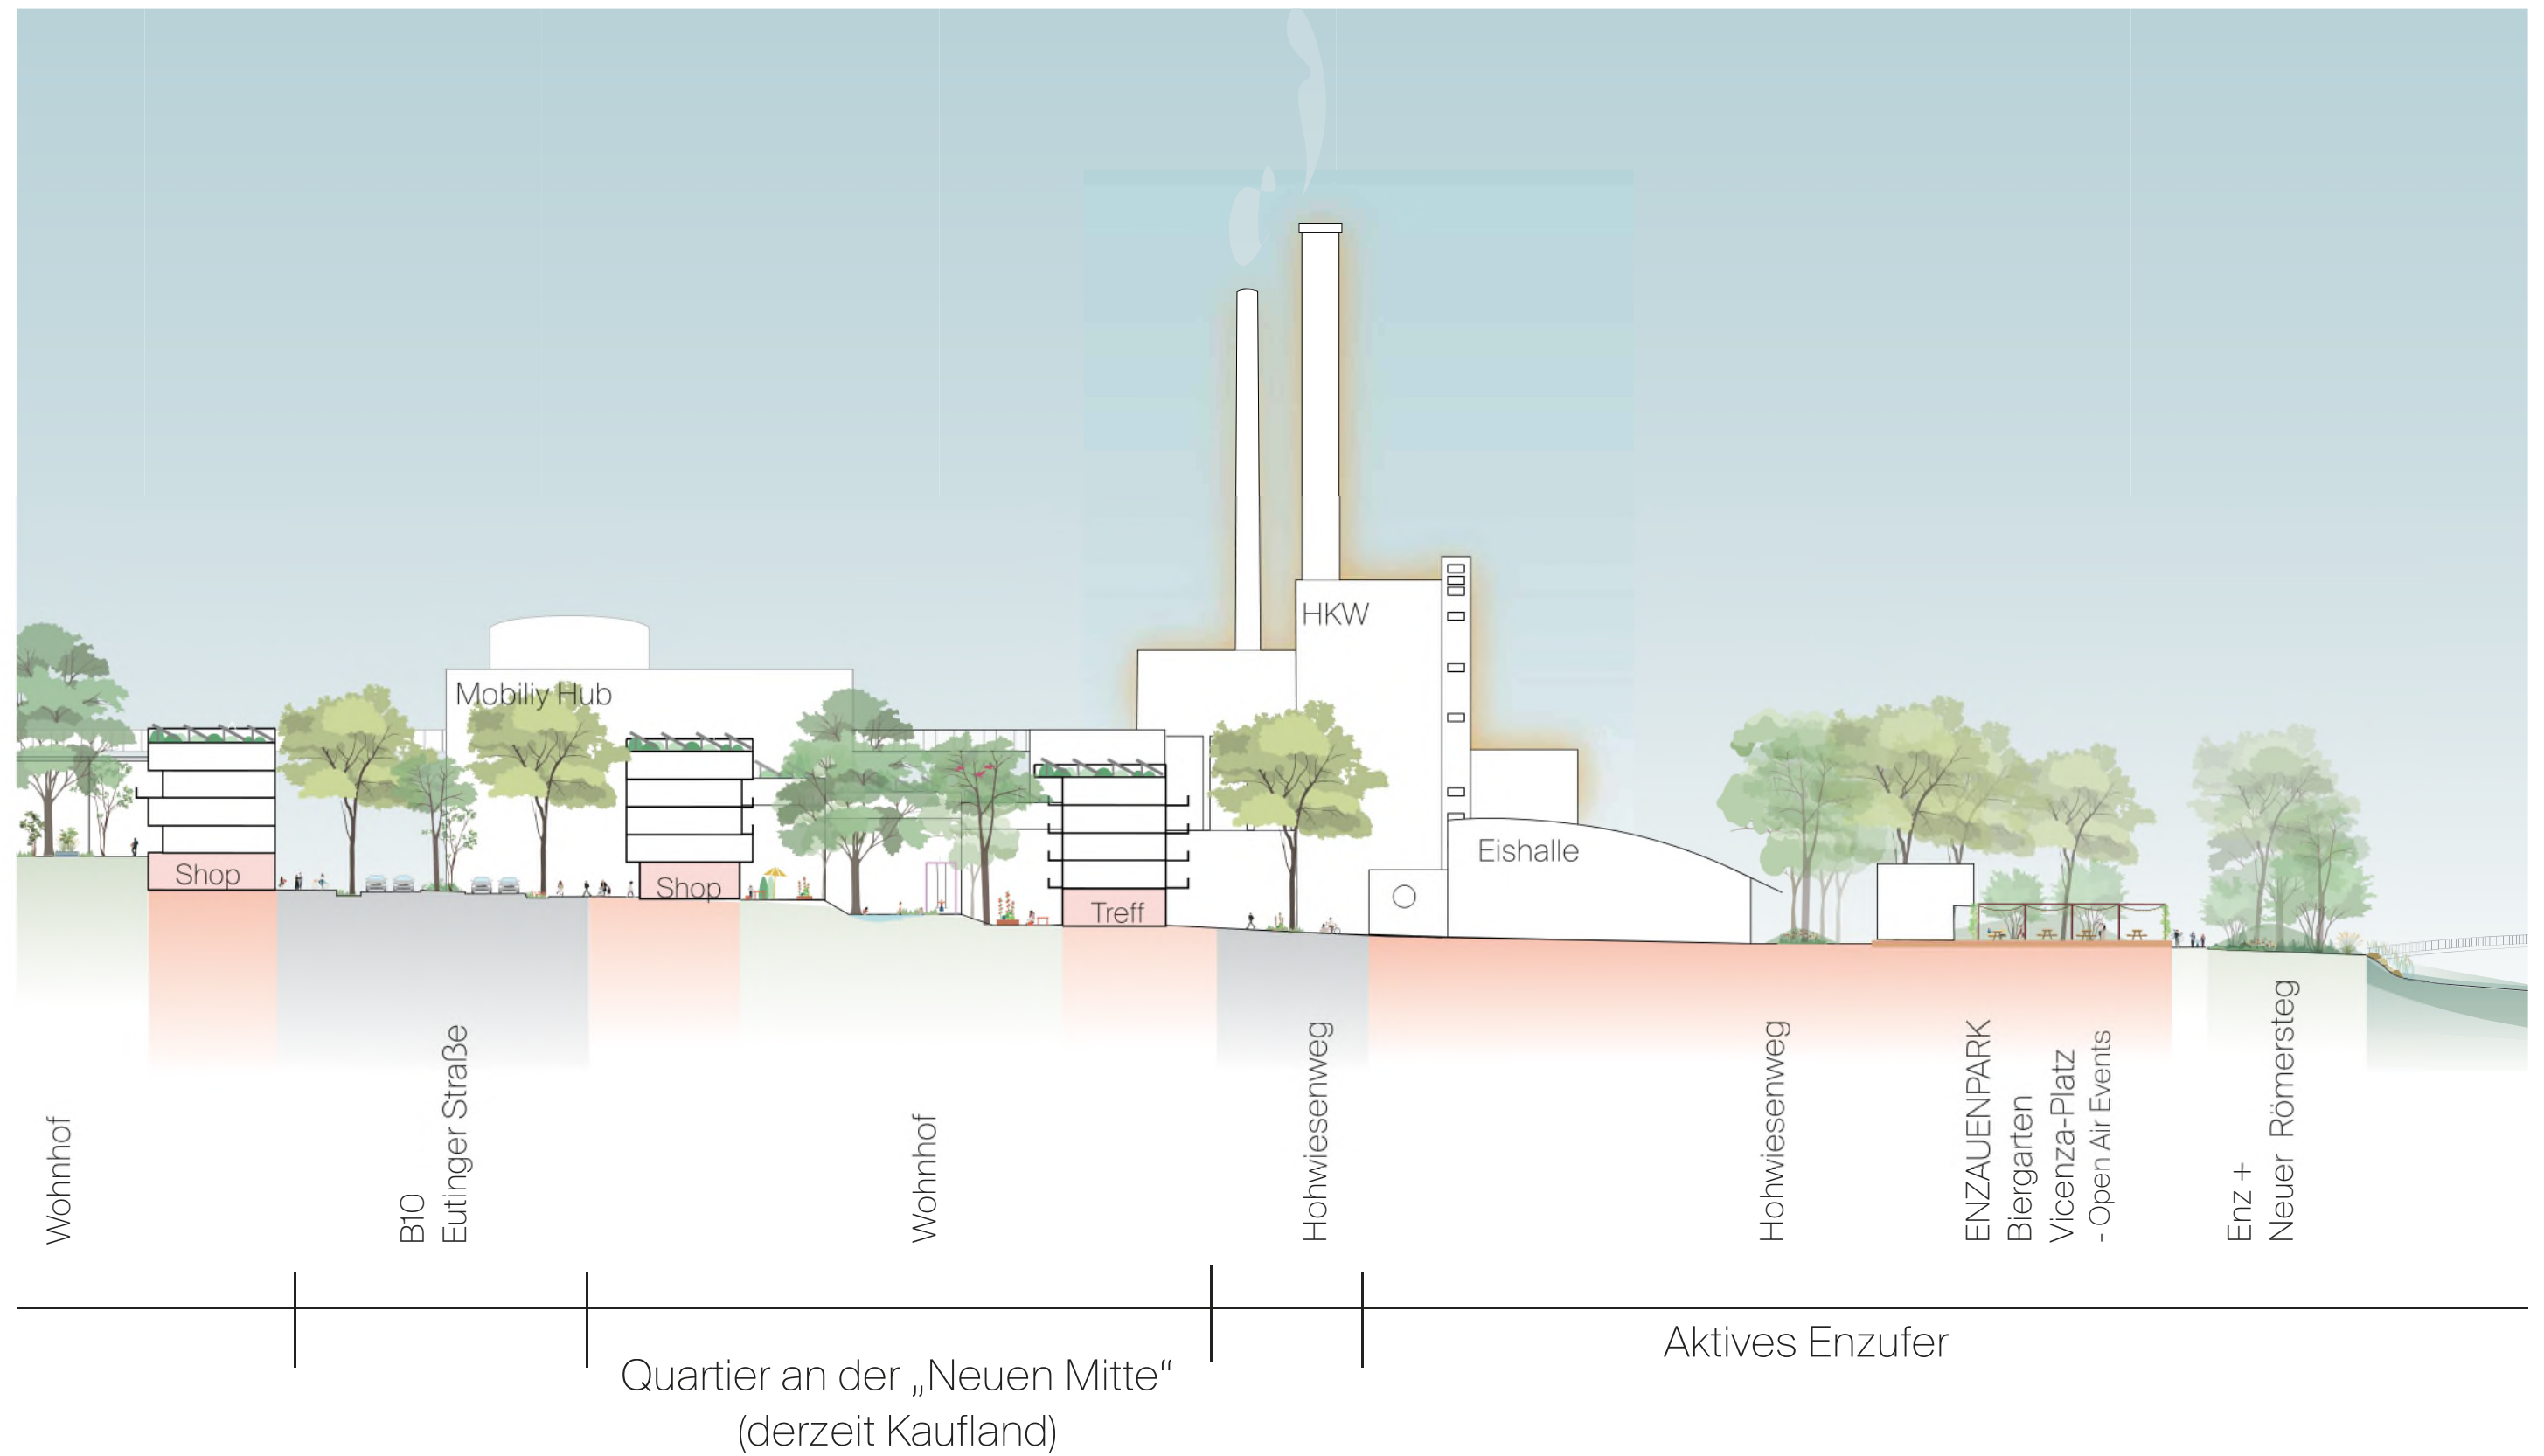 HKW
Mobiliy Hub
Eishalle
Shop
Shop
Treff
Wohnhof
B10
Eutinger Straße
Wohnhof
Hohwiesenweg
Hohwiesenweg
ENZAUENPARK
Biergarten
Vicenza-Platz
- Open Air Events
Enz +
Neuer Römersteg
Aktives Enzufer
Quartier an der „Neuen Mitte“
(derzeit Kaufland)